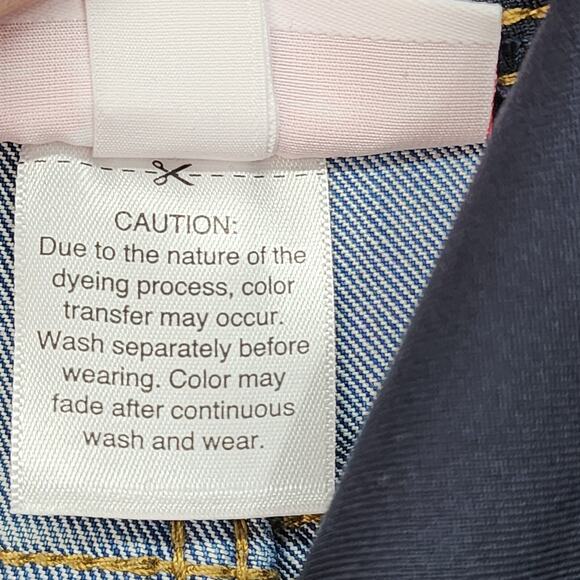 CAUTION:
Due to the nature of the
dyeing process, color
transfer may occur.
Wash separately before
wearing. Color may
fade after continuous
wash and wear.